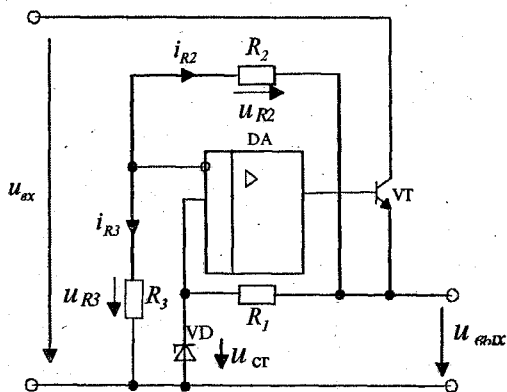 i_R2
R_2
u_R2
DA
u_вх
VT
i_R3
u_R3
R_3
R_1
VD
u_ст
u_вых